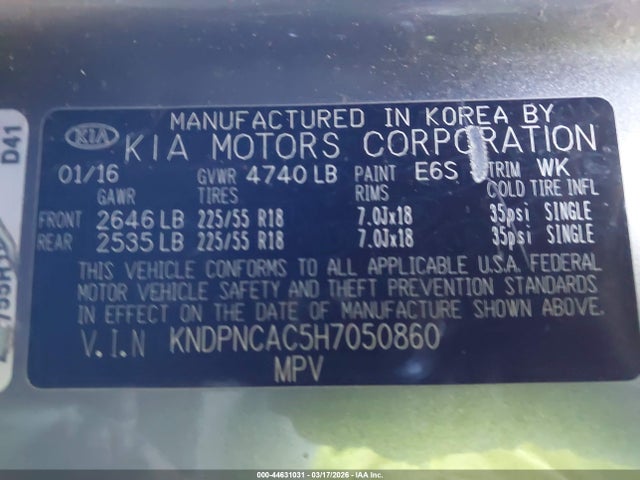 D41
KIA
MANUFACTURED IN KOREA BY
KIA MOTORS CORPORATION
01/16 GVWR 4740 LB PAINT E6S TRIM WK
GAWR TIRES RIMS COLD TIRE INFL
FRONT 2646 LB 225/55 R18 7.0Jx18 35psi SINGLE
REAR 2535 LB 225/55 R18 7.0Jx18 35psi SINGLE
THIS VEHICLE CONFORMS TO ALL APPLICABLE U.S.A. FEDERAL
MOTOR VEHICLE SAFETY AND THEFT PREVENTION STANDARDS
IN EFFECT ON THE DATE OF MANUFACTURE SHOWN ABOVE.
V.I.N KNDPNCAC5H7050860
MPV
000-44631031 - 03/17/2026 - IAA Inc.